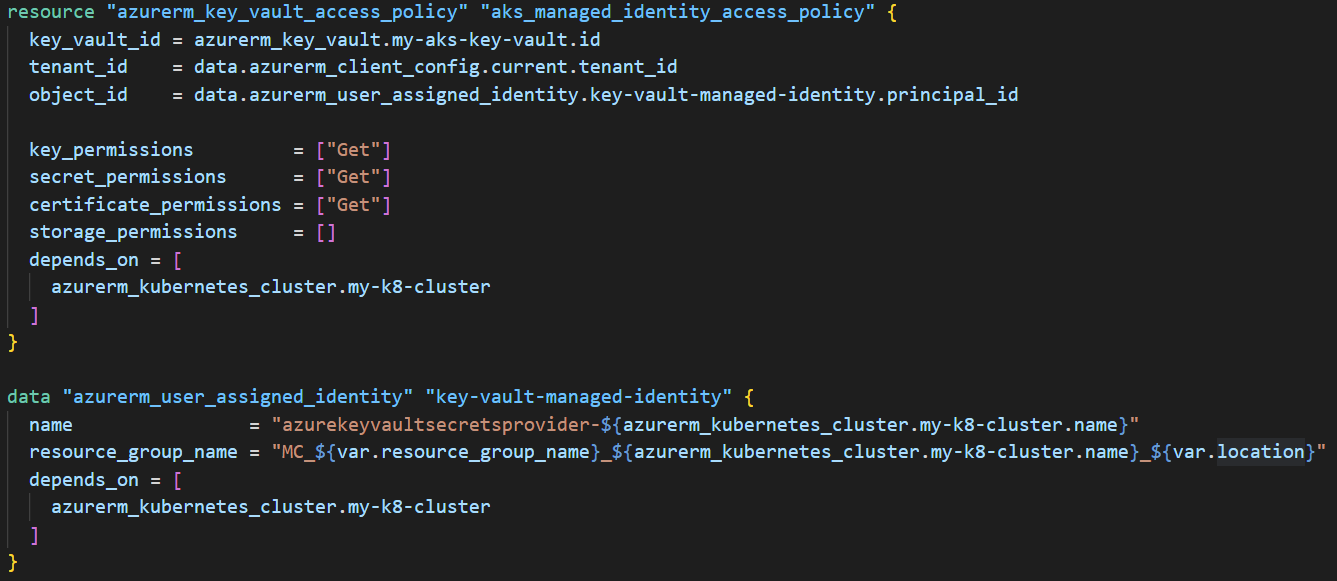 resource "azurerm_key_vault_access_policy" "aks_managed_identity_access_policy" {
  key_vault_id = azurerm_key_vault.my-aks-key-vault.id
  tenant_id    = data.azurerm_client_config.current.tenant_id
  object_id    = data.azurerm_user_assigned_identity.key-vault-managed-identity.principal_id

  key_permissions         = ["Get"]
  secret_permissions      = ["Get"]
  certificate_permissions = ["Get"]
  storage_permissions     = []
  depends_on = [
    azurerm_kubernetes_cluster.my-k8-cluster
  ]
}

data "azurerm_user_assigned_identity" "key-vault-managed-identity" {
  name                = "azurekeyvaultsecretsprovider-${azurerm_kubernetes_cluster.my-k8-cluster.name}"
  resource_group_name = "MC_${var.resource_group_name}_${azurerm_kubernetes_cluster.my-k8-cluster.name}_${var.location}"
  depends_on = [
    azurerm_kubernetes_cluster.my-k8-cluster
  ]
}